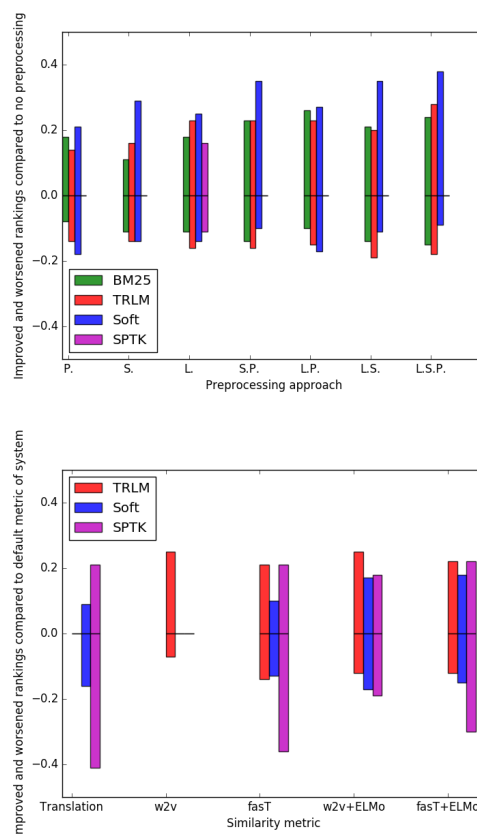 Improved and worsened rankings compared to no preprocessing
0.4
0.2
0.0
−0.2
−0.4
BM25
TRLM
Soft
SPTK
P. S. L. S.P. L.P. L.S. L.S.P.
Preprocessing approach
mproved and worsened rankings compared to default metric of system
0.4
0.2
0.0
−0.2
−0.4
TRLM
Soft
SPTK
Translation w2v fasT w2v+ELMo fasT+ELMo
Similarity metric